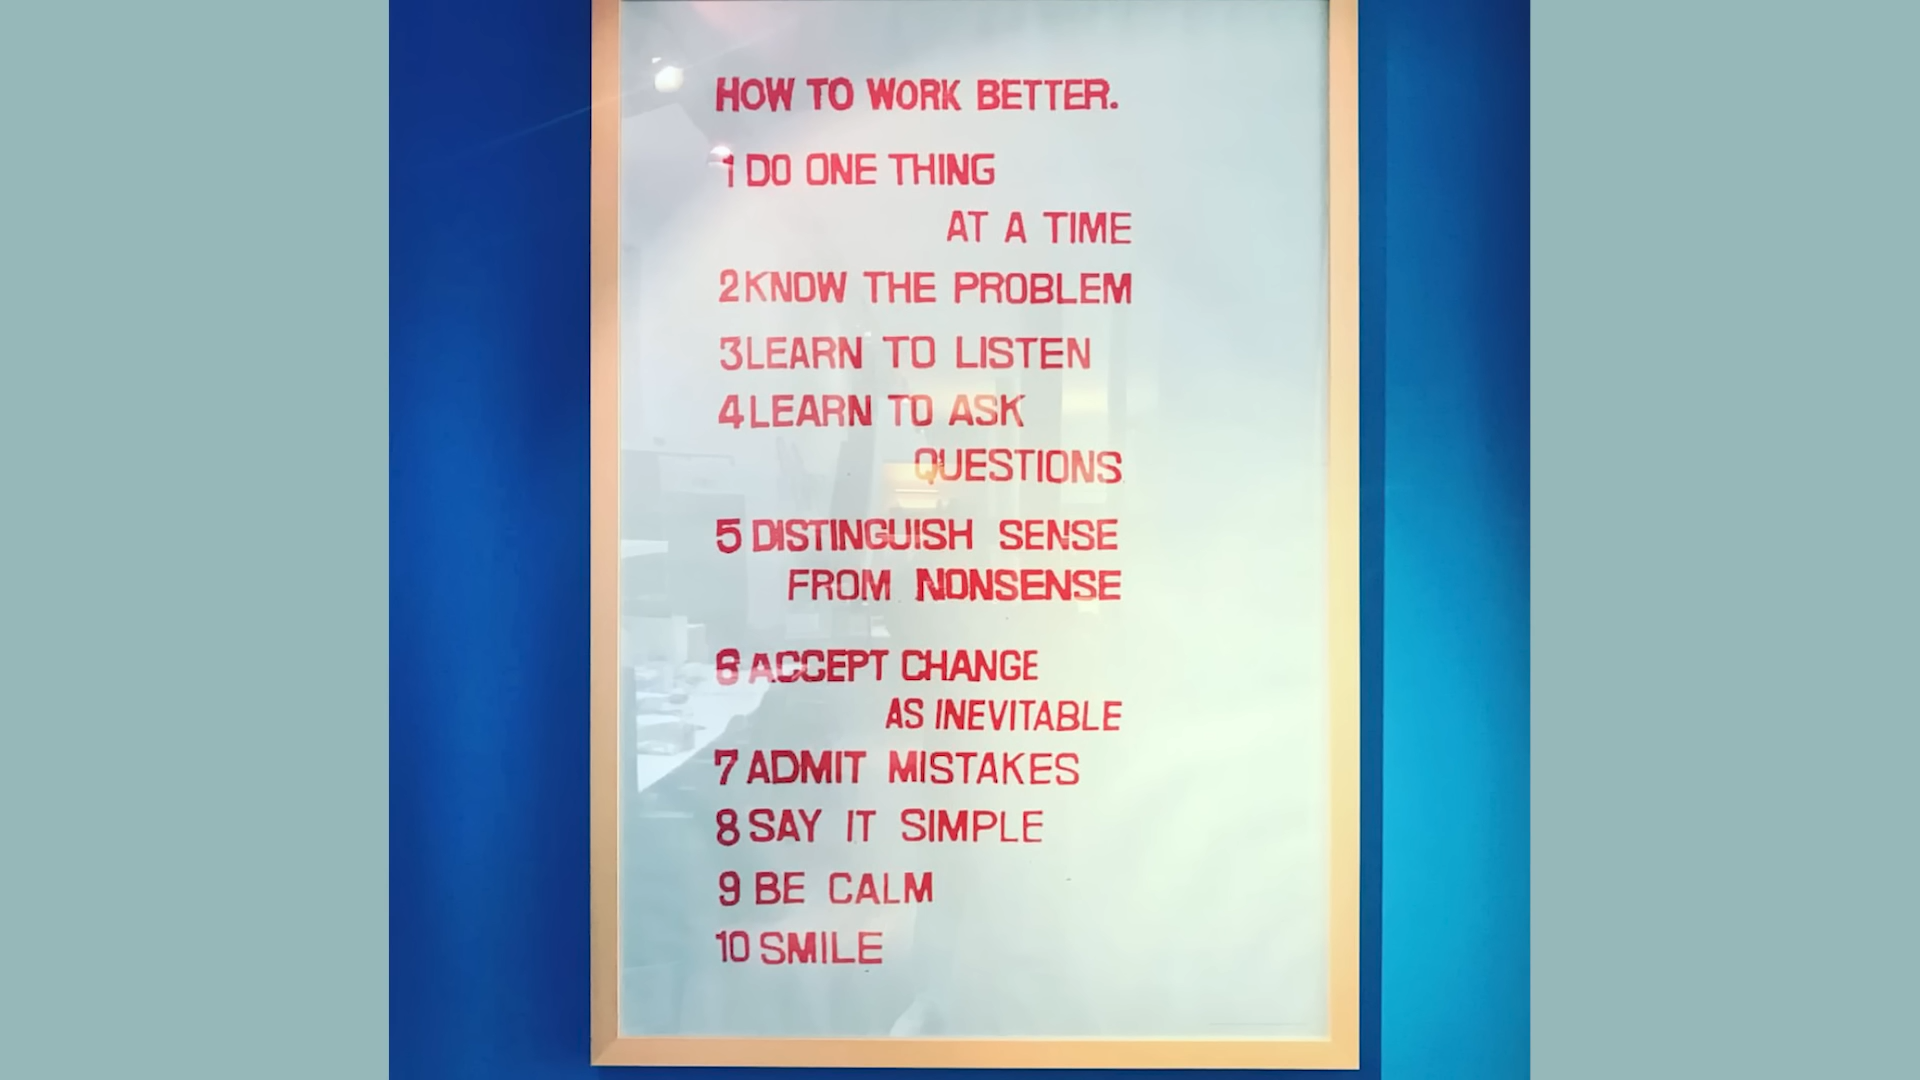 HOW TO WORK BETTER.
1 DO ONE THING
AT A TIME
2 KNOW THE PROBLEM
3 LEARN TO LISTEN
4 LEARN TO ASK
QUESTIONS
5 DISTINGUISH SENSE
FROM NONSENSE
6 ACCEPT CHANGE
AS INEVITABLE
7 ADMIT MISTAKES
8 SAY IT SIMPLE
9 BE CALM
10 SMILE